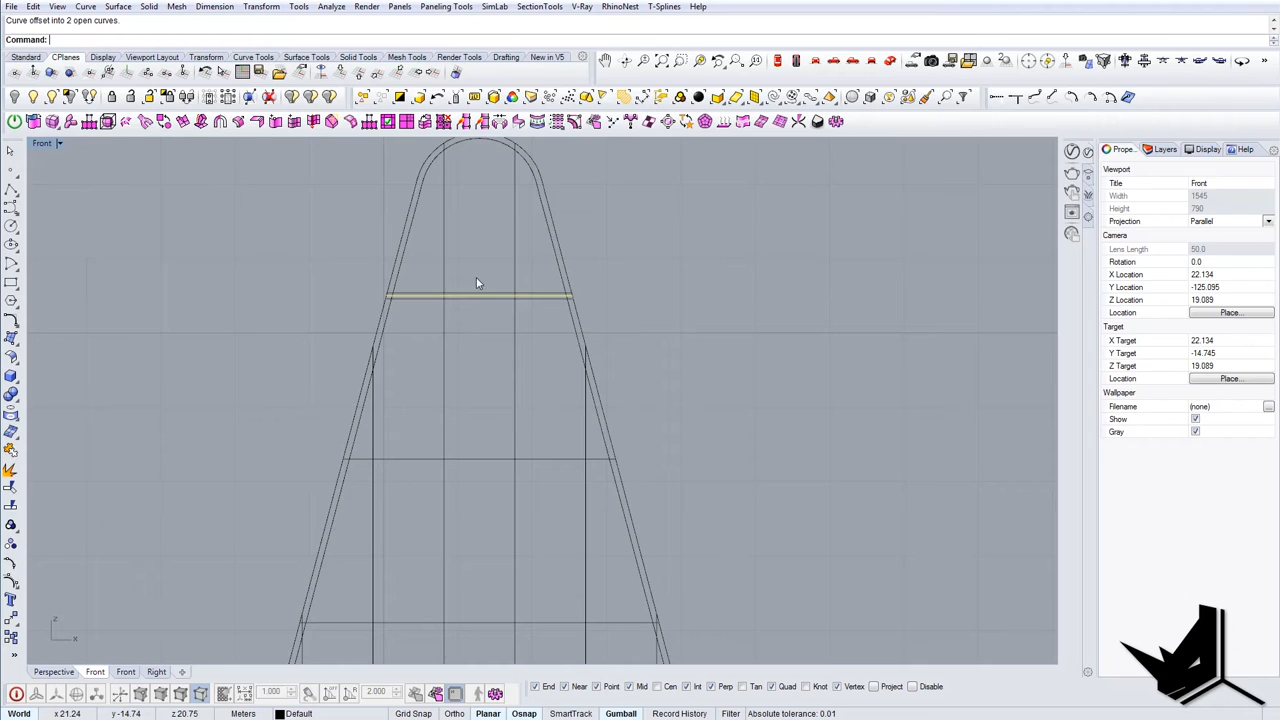 File Edit View Curve Surface Solid Mesh Dimension Transform Tools Analyze Render Panels Paneling Tools SimLab SectionTools V-Ray RhinoNest T-Splines Help
Curve offset into 2 open curves.
Command:
Standard CPlanes Display Viewport Layout Transform Curve Tools Surface Tools Solid Tools Mesh Tools Render Tools Drafting New in V5
Front
Prope... Layers Display Help
Viewport
Title Front
Width 1545
Height 790
Projection Parallel
Camera
Lens Length 50.0
Rotation 0.0
X Location 22.134
Y Location -125.095
Z Location 19.089
Location Place...
Target
X Target 22.134
Y Target -14.745
Z Target 19.089
Location Place...
Wallpaper
Filename (none) ...
Show
Gray
z
x
Perspective Front Front Right
1.000 2.000 End Near Point Mid Cen Int Perp Tan Quad Knot Vertex Project Disable
World x 21.24 y -14.74 z 20.75 Meters Default Grid Snap Ortho Planar Osnap SmartTrack Gumball Record History Filter Absolute tolerance: 0.01